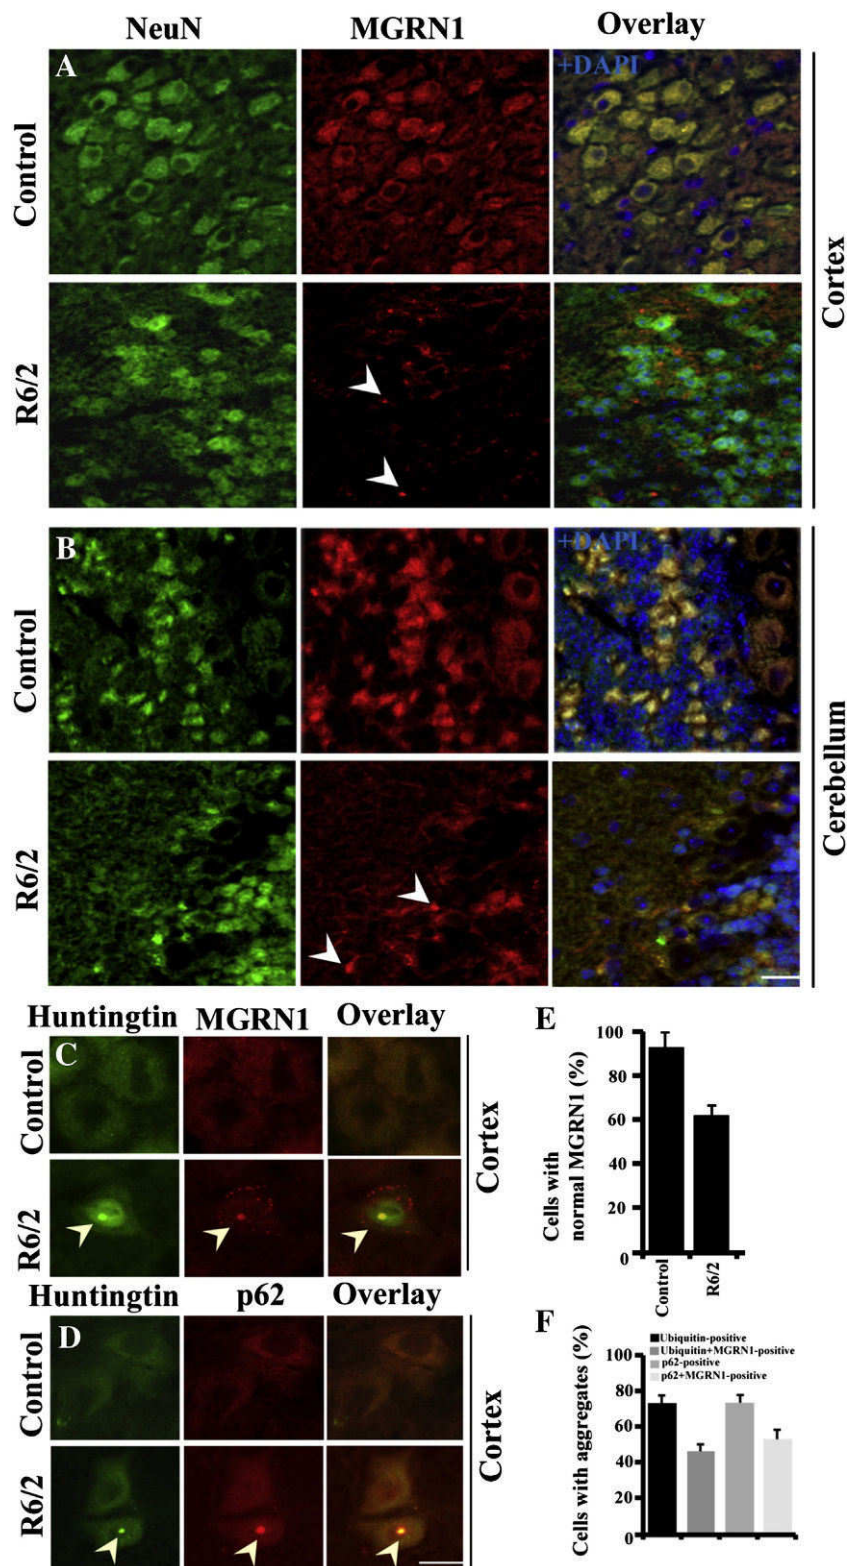 NeuN MGRN1 Overlay
A +DAPI
Control
R6/2
Cortex
B +DAPI
Control
R6/2
Cerebellum
Huntingtin MGRN1 Overlay
C
Control
R6/2
Cortex
Huntingtin p62 Overlay
D
Control
R6/2
Cortex
E
Cells with
normal MGRN1 (%)
100
80
60
40
20
0
Control R6/2
F
Cells with aggregates (%)
Ubiquitin-positive
Ubiquitin+MGRN1-positive
p62-positive
p62+MGRN1-positive
100
80
60
40
20
0